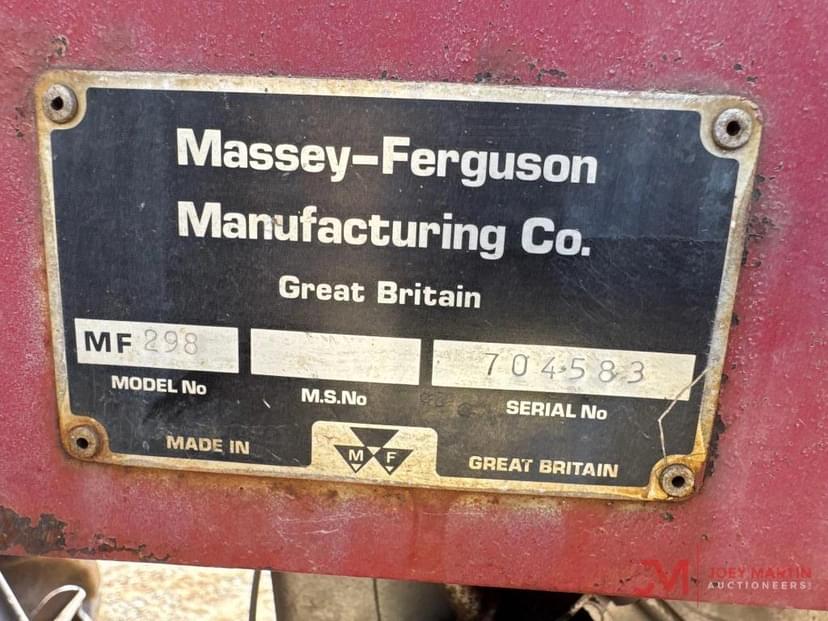 Massey-Ferguson
Manufacturing Co.
Great Britain
MF 298
704583
MODEL No
M.S.No
SERIAL No
MADE IN
M F
GREAT BRITAIN
JM JOEY MARTIN
AUCTIONEERS